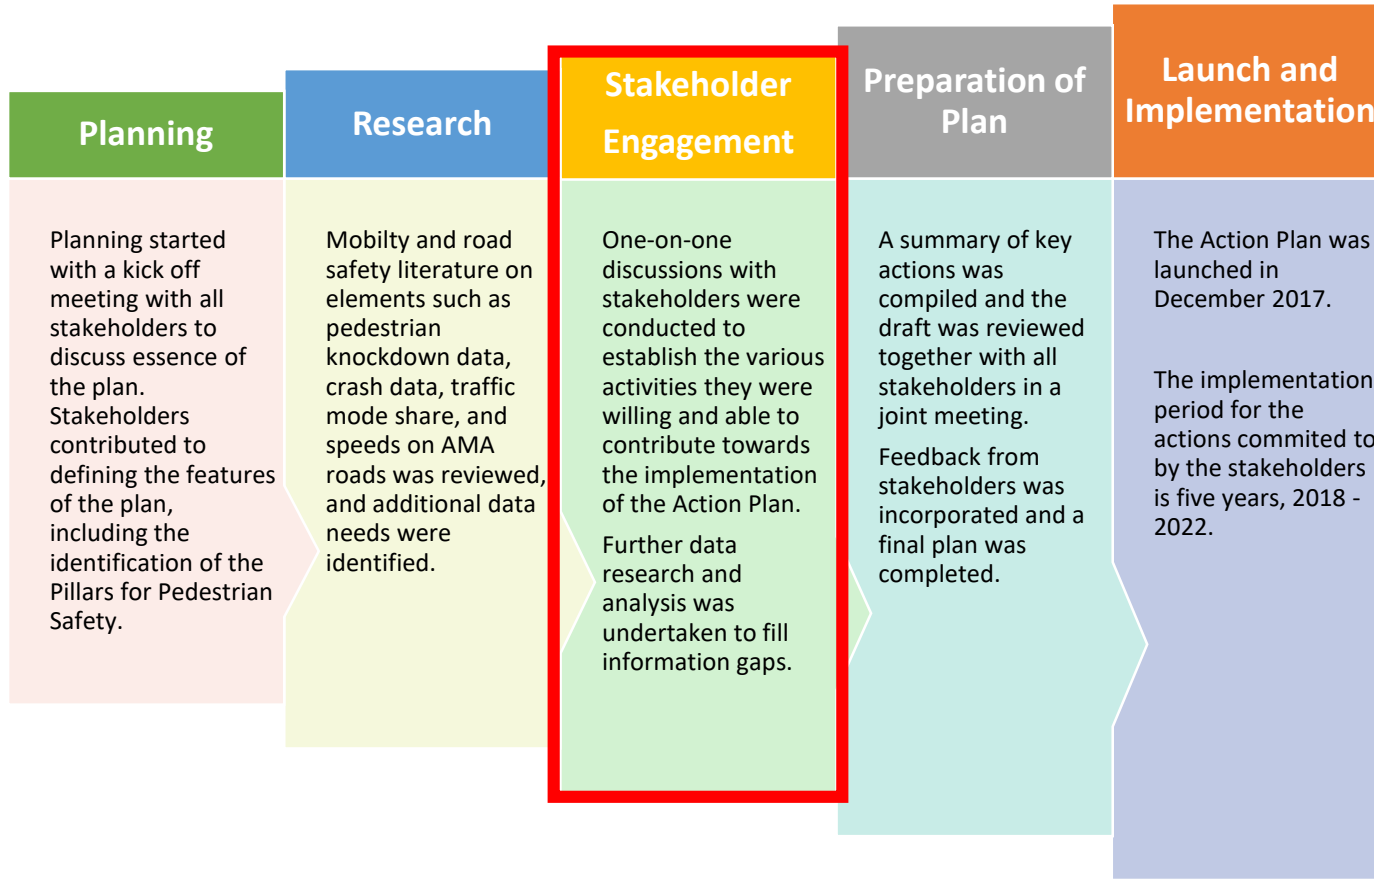 Planning
Planning started
with a kick off
meeting with all
stakeholders to
discuss essence of
the plan.
Stakeholders
contributed to
defining the features
of the plan,
including the
identification of the
Pillars for Pedestrian
Safety.
Research
Mobilty and road
safety literature on
elements such as
pedestrian
knockdown data,
crash data, traffic
mode share, and
speeds on AMA
roads was reviewed,
and additional data
needs were
identified.
Stakeholder
Engagement
One-on-one
discussions with
stakeholders were
conducted to
establish the various
activities they were
willing and able to
contribute towards
the implementation
of the Action Plan.
Further data
research and
analysis was
undertaken to fill
information gaps.
Preparation of
Plan
A summary of key
actions was
compiled and the
draft was reviewed
together with all
stakeholders in a
joint meeting.
Feedback from
stakeholders was
incorporated and a
final plan was
completed.
Launch and
Implementation
The Action Plan was
launched in
December 2017.
The implementation
period for the
actions commited to
by the stakeholders
is five years, 2018 -
2022.